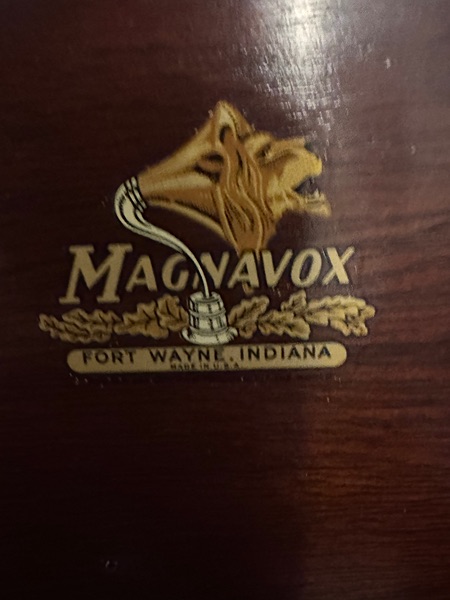 MAGNAVOX
FORT WAYNE, INDIANA
MADE IN U.S.A.